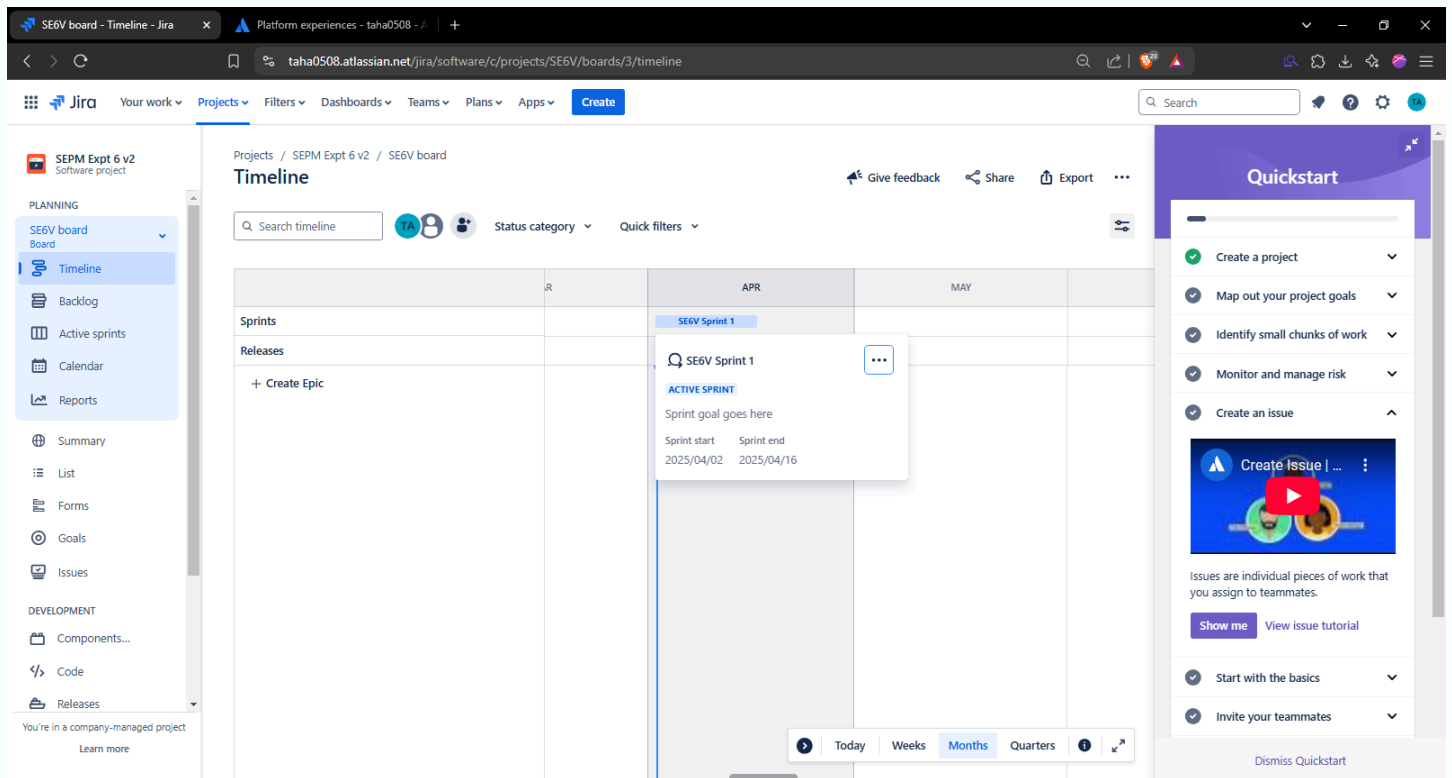 SE6V board - Timeline - Jira
Platform experiences - taha0508 - A
taha0508.atlassian.net/jira/software/c/projects/SE6V/boards/3/timeline
Jira
Your work
Projects
Filters
Dashboards
Teams
Plans
Apps
Create
Search
TA
SEPM Expt 6 v2
Software project
PLANNING
SE6V board
Board
Timeline
Backlog
Active sprints
Calendar
Reports
Summary
List
Forms
Goals
Issues
DEVELOPMENT
Components...
Code
Releases
You're in a company-managed project
Learn more
Projects / SEPM Expt 6 v2 / SE6V board
Timeline
Give feedback
Share
Export
Search timeline
TA
Status category
Quick filters
APR
MAY
Sprints
SE6V Sprint 1
Releases
Create Epic
SE6V Sprint 1
ACTIVE SPRINT
Sprint goal goes here
Sprint start Sprint end
2025/04/02 2025/04/16
Today
Weeks
Months
Quarters
Quickstart
Create a project
Map out your project goals
Identify small chunks of work
Monitor and manage risk
Create an issue
Create Issue | ...
Issues are individual pieces of work that
you assign to teammates.
Show me
View issue tutorial
Start with the basics
Invite your teammates
Dismiss Quickstart